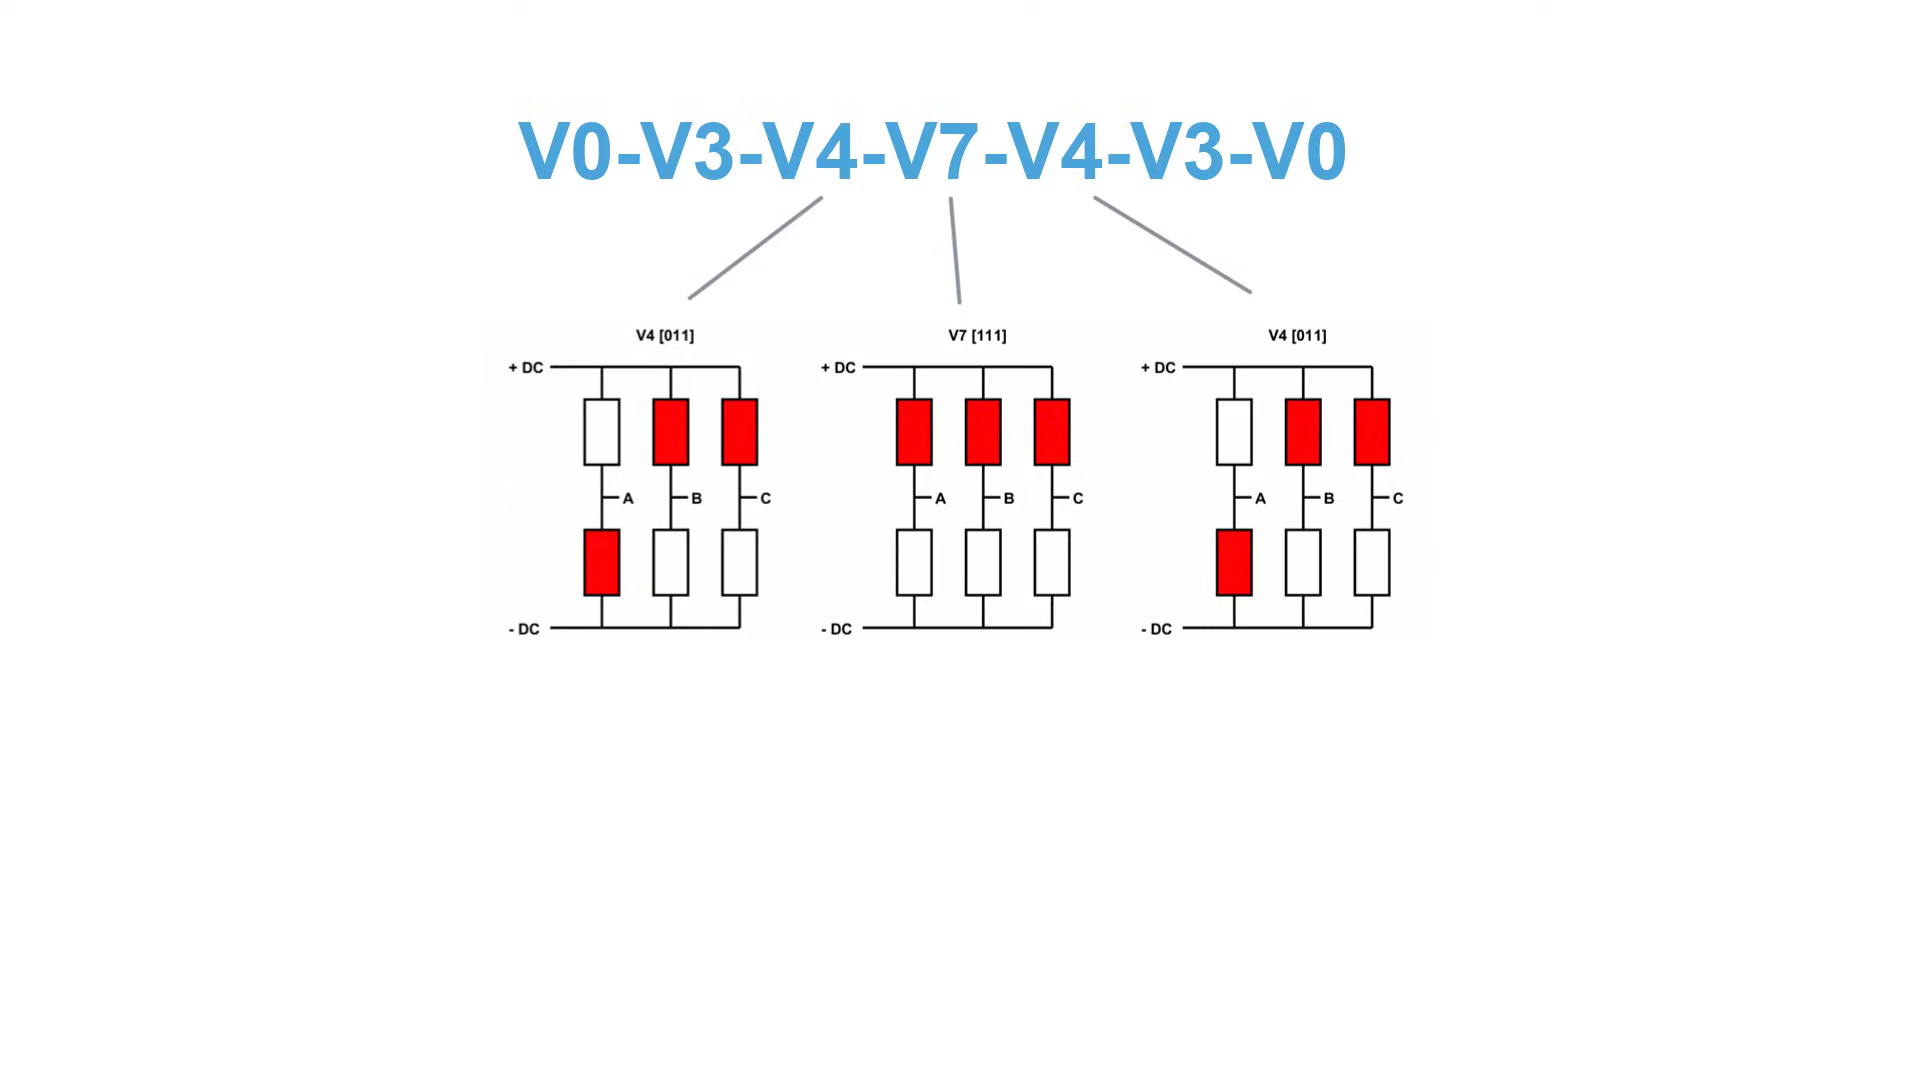 V0-V3-V4-V7-V4-V3-V0
V4 [011] V7 [111] V4 [011]
+ DC + DC + DC
A B C A B C A B C
- DC - DC - DC